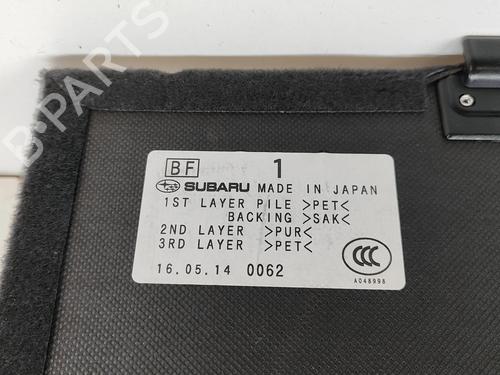 BF 1
SUBARU MADE IN JAPAN
1ST LAYER PILE >PET<
BACKING >SAK<
2ND LAYER >PUR<
3RD LAYER >PET<
CCC
16.05.14 0062
A048998
B-PARTS